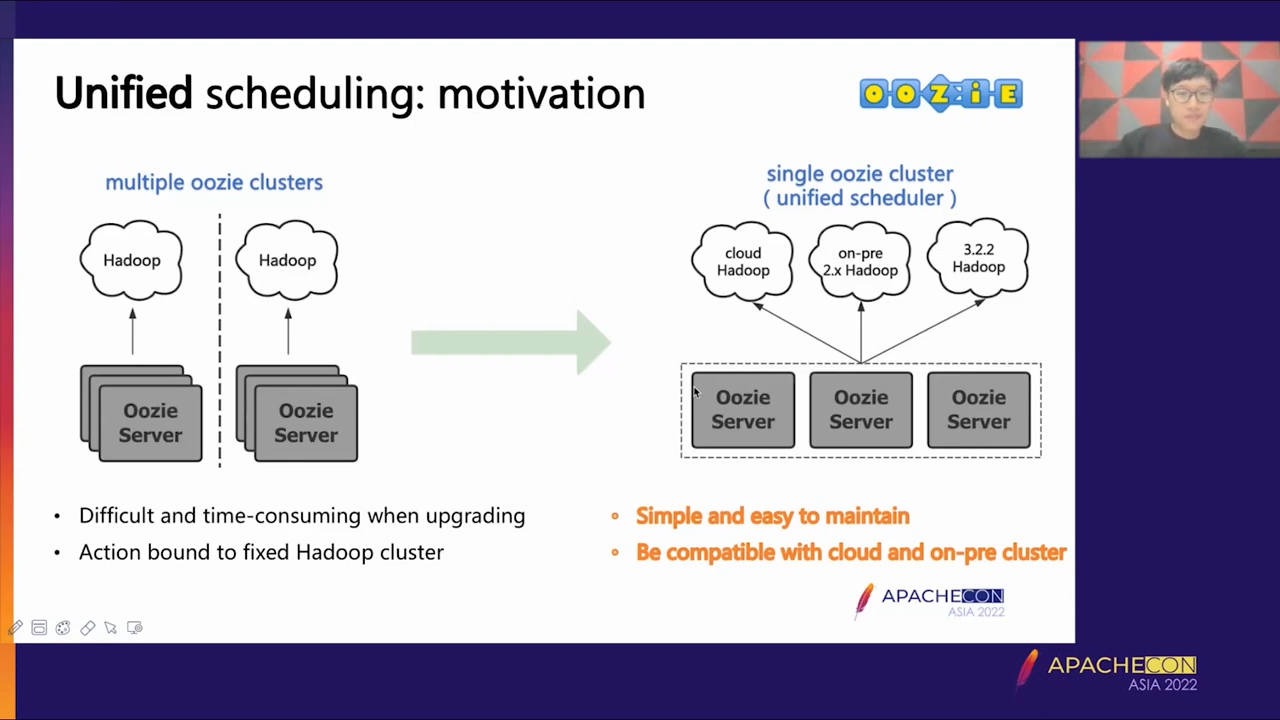 Unified scheduling: motivation
OOZiE
multiple oozie clusters
Hadoop
Hadoop
Oozie
Server
Oozie
Server
Difficult and time-consuming when upgrading
Action bound to fixed Hadoop cluster
single oozie cluster
( unified scheduler )
cloud
Hadoop
on-pre
2.x Hadoop
3.2.2
Hadoop
Oozie
Server
Oozie
Server
Oozie
Server
Simple and easy to maintain
Be compatible with cloud and on-pre cluster
APACHECON
ASIA 2022
APACHECON
ASIA 2022